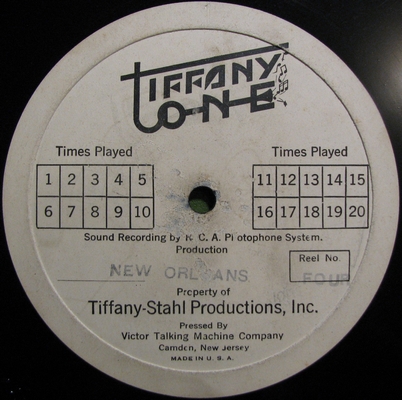 TIFFANY
TONE
Times Played
1 2 3 4 5
6 7 8 9 10
Times Played
11 12 13 14 15
16 17 18 19 20
Sound Recording by R. C. A. Photophone System.
Production
NEW ORLEANS
Reel No.
FOUR
Property of
Tiffany-Stahl Productions, Inc.
Pressed By
Victor Talking Machine Company
Camden, New Jersey
MADE IN U. S. A.